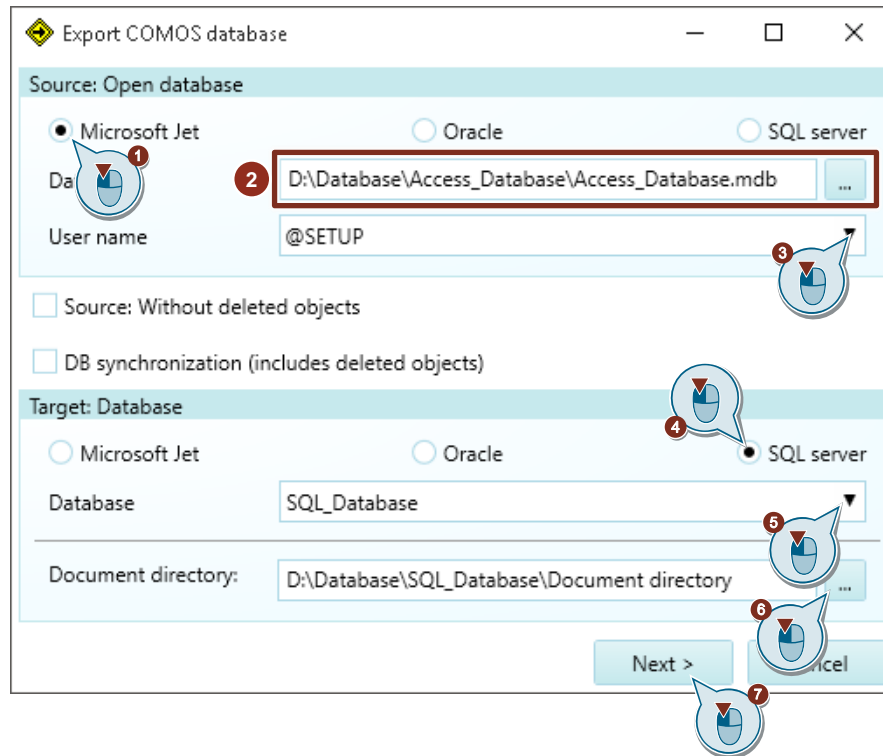 Export COMOS database
Source: Open database
Microsoft Jet Oracle SQL server
1
Da 2 D:\Database\Access_Database\Access_Database.mdb ...
User name @SETUP
3
Source: Without deleted objects
DB synchronization (includes deleted objects)
Target: Database
4
Microsoft Jet Oracle SQL server
Database SQL_Database
5
Document directory: D:\Database\SQL_Database\Document directory ...
6
Next > ncel
7